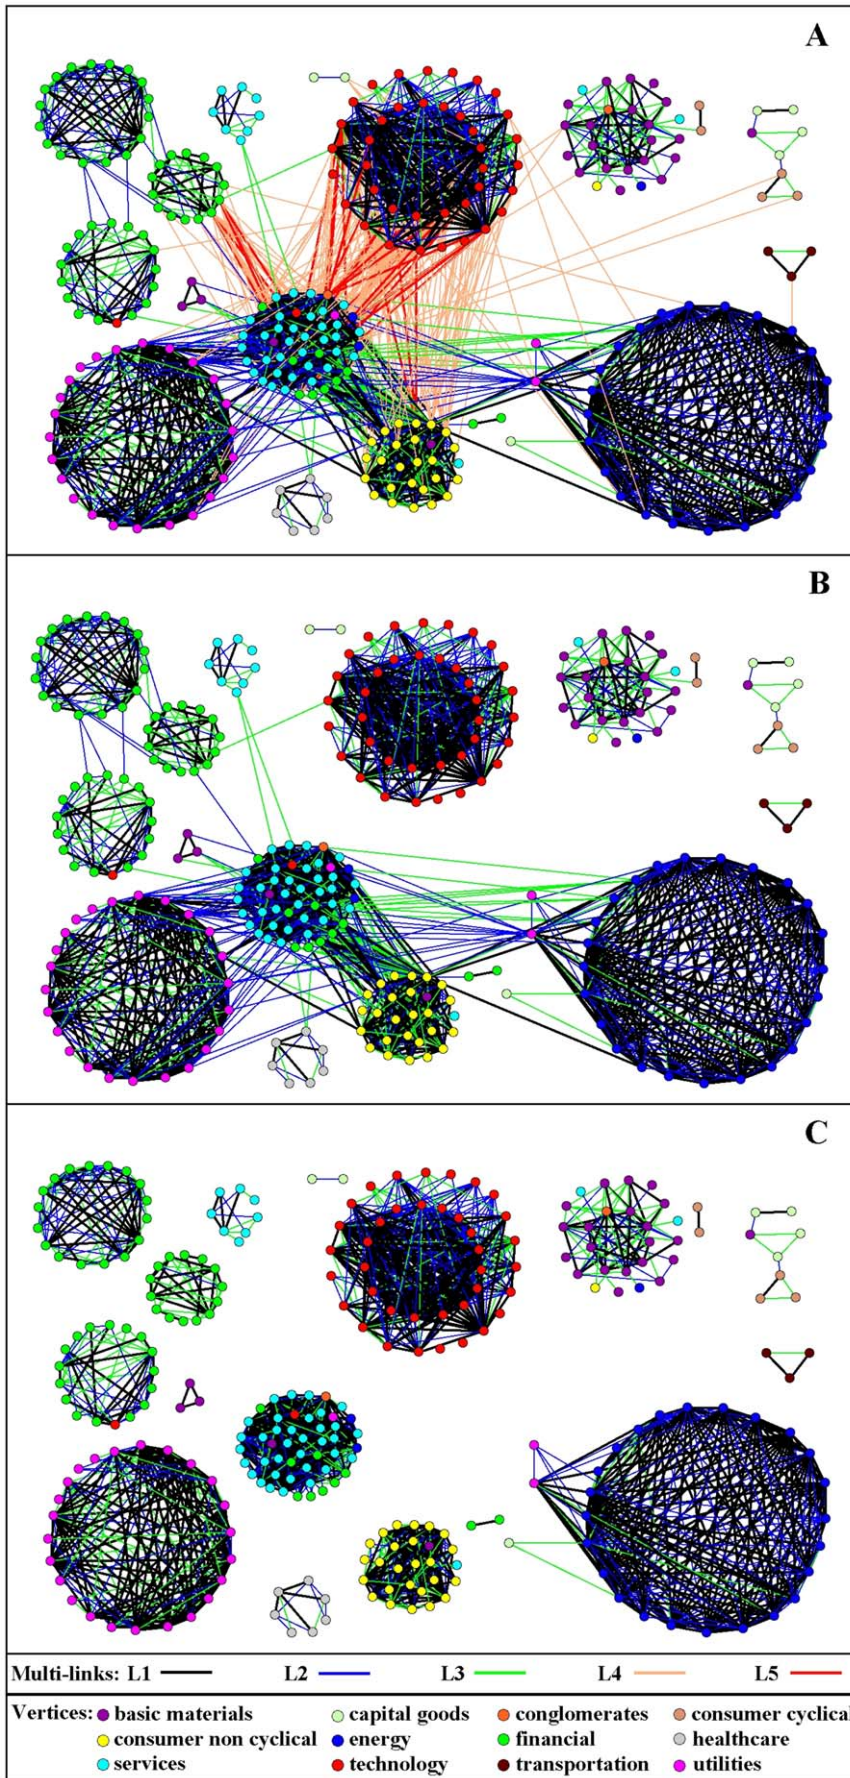 A
B
C
Multi-links: L1 L2 L3 L4 L5
Vertices: basic materials capital goods conglomerates consumer cyclical
consumer non cyclical energy financial healthcare
services technology transportation utilities